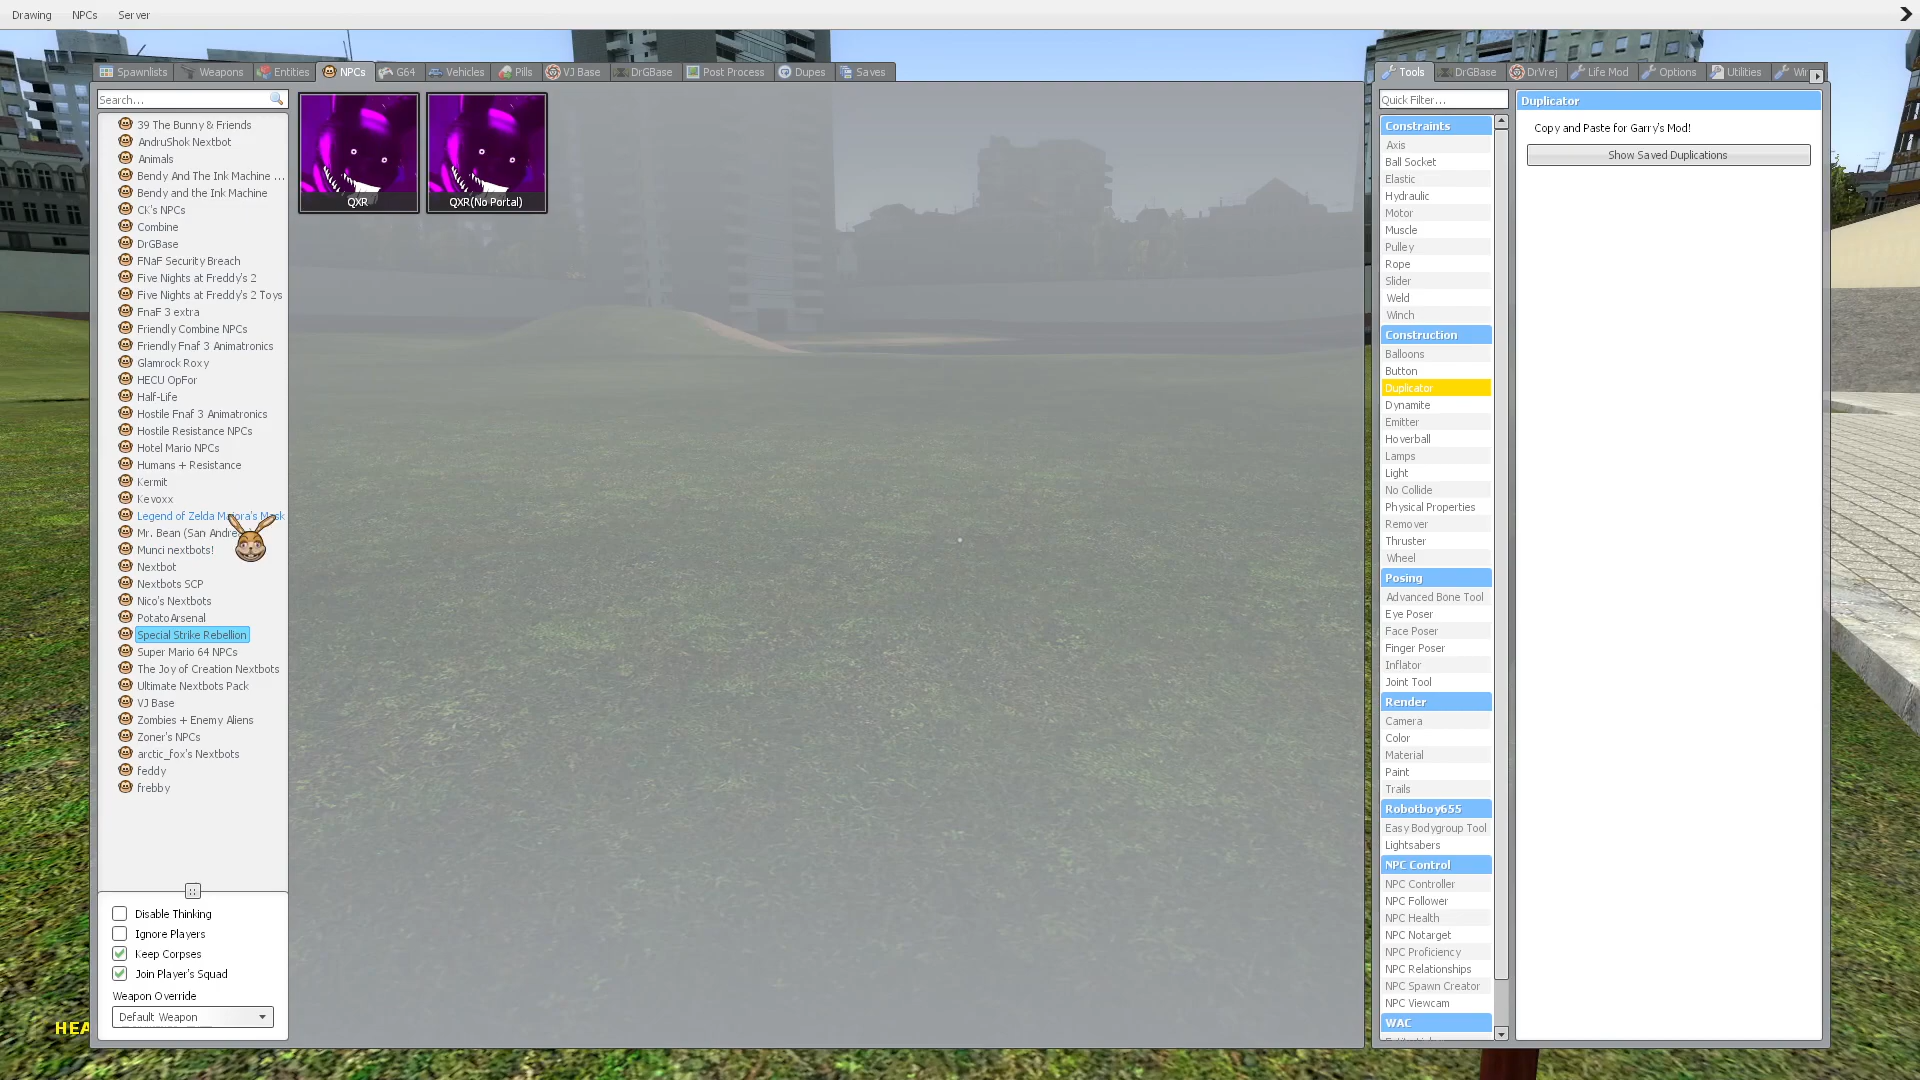 Drawing NPCs Server
Spawnlists Weapons Entities NPCs G64 Vehicles Pills VJ Base DrGBase Post Process Dupes Saves
Search...
39 The Bunny & Friends
AndruShok Nextbot
Animals
Bendy And The Ink Machine ...
Bendy and the Ink Machine
CK's NPCs
Combine
DrGBase
FNaF Security Breach
Five Nights at Freddy's 2
Five Nights at Freddy's 2 Toys
FnaF 3 extra
Friendly Combine NPCs
Friendly Fnaf 3 Animatronics
Glamrock Roxy
HECU OpFor
Half-Life
Hostile Fnaf 3 Animatronics
Hostile Resistance NPCs
Hotel Mario NPCs
Humans + Resistance
Kermit
Kevoxx
Legend of Zelda Majora's Mask
Mr. Bean (San Andre
Munci nextbots!
Nextbot
Nextbots SCP
Nico's Nextbots
PotatoArsenal
Special Strike Rebellion
Super Mario 64 NPCs
The Joy of Creation Nextbots
Ultimate Nextbots Pack
VJ Base
Zombies + Enemy Aliens
Zoner's NPCs
arctic_fox's Nextbots
feddy
frebby
Disable Thinking
Ignore Players
Keep Corpses
Join Player's Squad
Weapon Override
Default Weapon
HEA
QXR
QXR(No Portal)
Tools DrGBase DrVrej Life Mod Options Utilities Wi
Quick Filter...
Constraints
Axis
Ball Socket
Elastic
Hydraulic
Motor
Muscle
Pulley
Rope
Slider
Weld
Winch
Construction
Balloons
Button
Duplicator
Dynamite
Emitter
Hoverball
Lamps
Light
No Collide
Physical Properties
Remover
Thruster
Wheel
Posing
Advanced Bone Tool
Eye Poser
Face Poser
Finger Poser
Inflator
Joint Tool
Render
Camera
Color
Material
Paint
Trails
Robotboy655
Easy Bodygroup Tool
Lightsabers
NPC Control
NPC Controller
NPC Follower
NPC Health
NPC Notarget
NPC Proficiency
NPC Relationships
NPC Spawn Creator
NPC Viewcam
WAC
Duplicator
Copy and Paste for Garry's Mod!
Show Saved Duplications